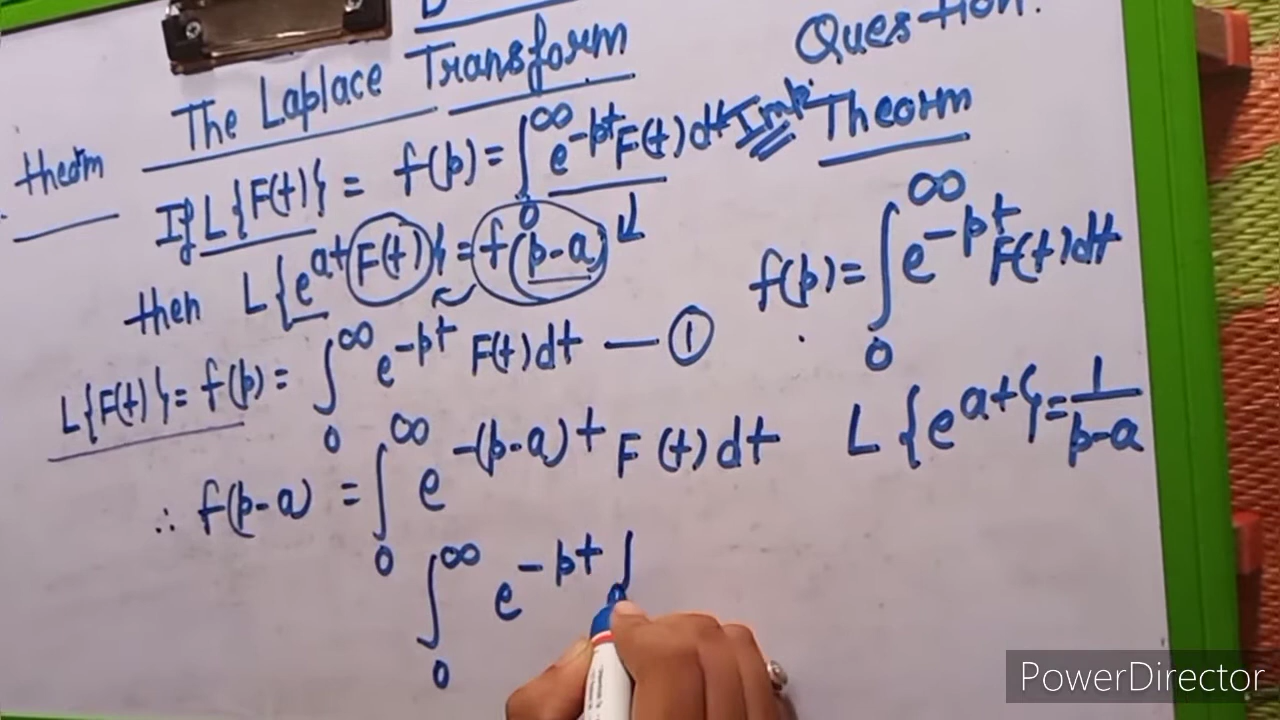 The Laplace Transform
Question.
theorm
If L{F(t)} = f(p) = ∫₀^∞ e^{-pt} F(t) dt
Imp. Theorm
then L{e^{at} F(t)} = f(p-a)
f(p) = ∫₀^∞ e^{-pt} F(t) dt
L{F(t)} = f(p) = ∫₀^∞ e^{-pt} F(t) dt — ①
L{e^{at}} = 1/(p-a)
∴ f(p-a) = ∫₀^∞ e^{-(p-a)t} F(t) dt
∫₀^∞ e^{-pt}
PowerDirector